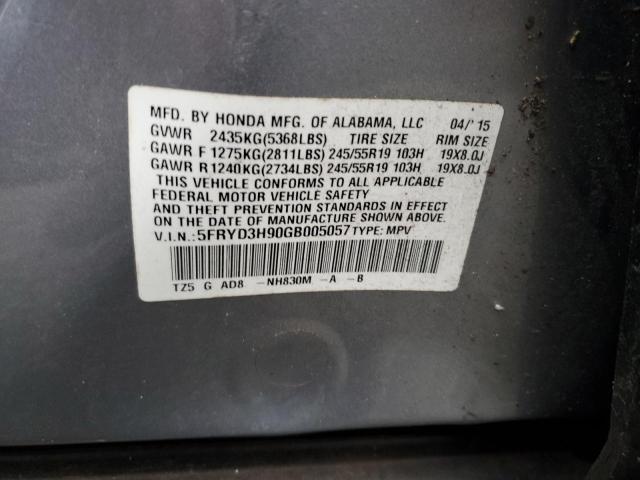 MFD. BY HONDA MFG. OF ALABAMA, LLC 04/'15
GVWR 2435KG(5368LBS) TIRE SIZE RIM SIZE
GAWR F 1275KG(2811LBS) 245/55R19 103H 19X8.0J
GAWR R 1240KG(2734LBS) 245/55R19 103H 19X8.0J
THIS VEHICLE CONFORMS TO ALL APPLICABLE
FEDERAL MOTOR VEHICLE SAFETY
AND THEFT PREVENTION STANDARDS IN EFFECT
ON THE DATE OF MANUFACTURE SHOWN ABOVE.
V.I.N.: 5FRYD3H90GB005057 TYPE: MPV
TZ5 G AD8 -NH830M -A -B